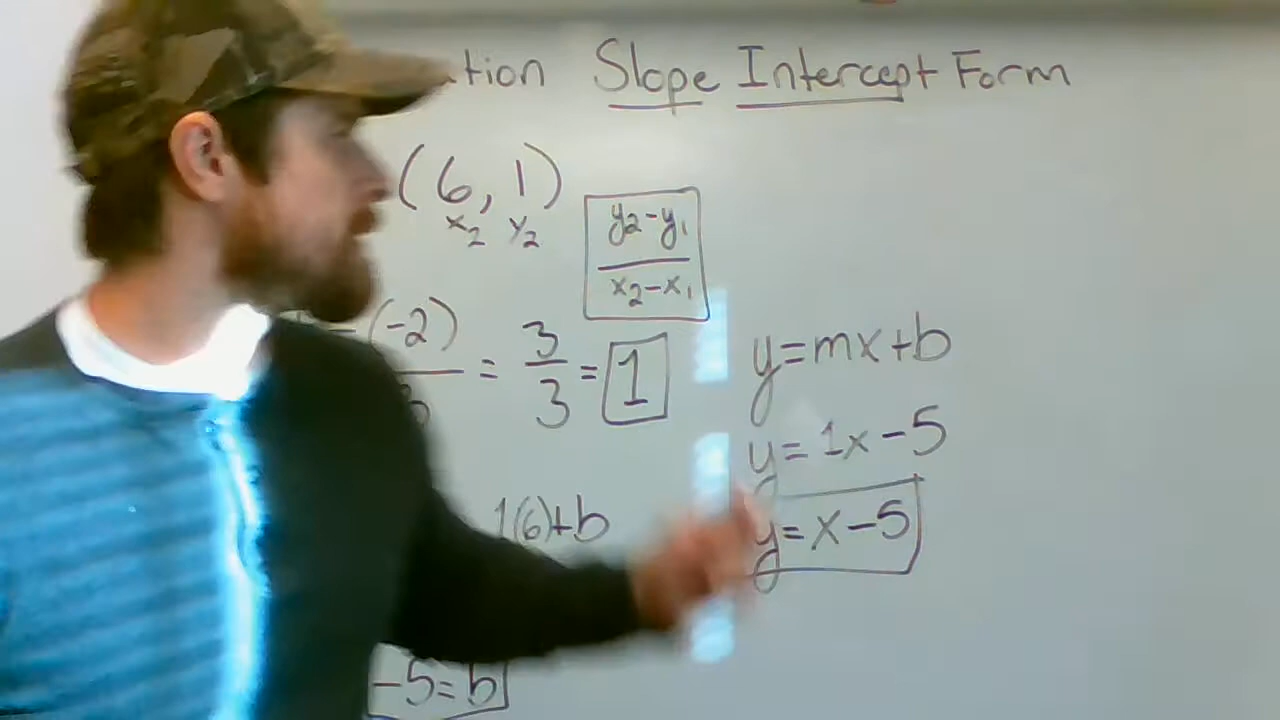 Slope Intercept Form
(6, 1)
x₂ y₂
y₂-y₁
x₂-x₁
-(-2)
= 3/3 = 1
y=mx+b
y=1x-5
1(6)+b
y=x-5
-5=b